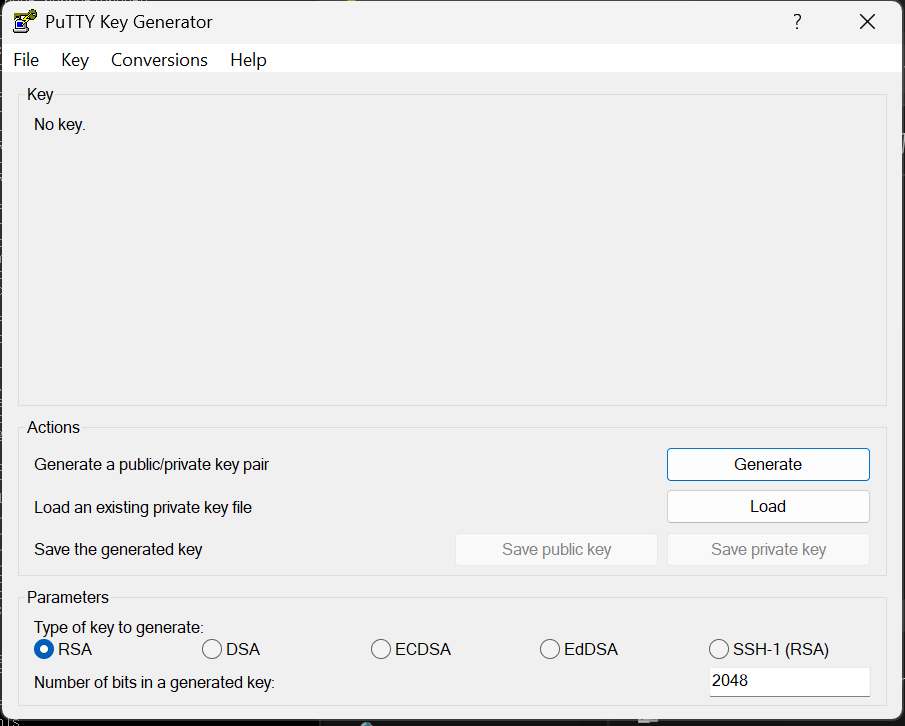 PuTTY Key Generator ?
File Key Conversions Help
Key
No key.
Actions
Generate a public/private key pair Generate
Load an existing private key file Load
Save the generated key Save public key Save private key
Parameters
Type of key to generate:
RSA DSA ECDSA EdDSA SSH-1 (RSA)
Number of bits in a generated key: 2048